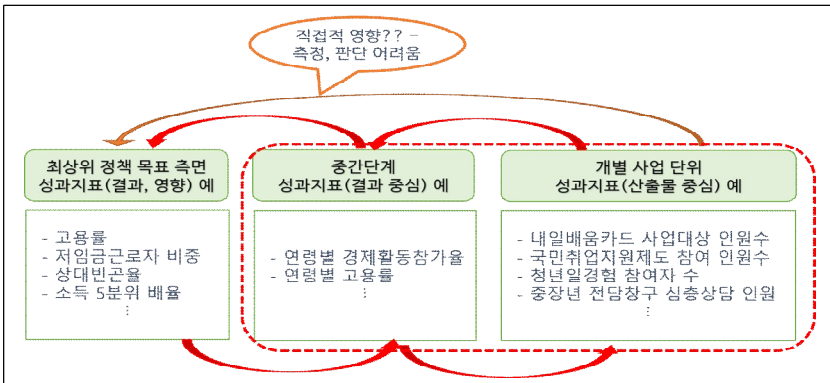 직접적 영향?? –
측정, 판단 어려움
최상위 정책 목표 측면
성과지표(결과, 영향) 예
- 고용률
- 저임금근로자 비중
- 상대빈곤율
- 소득 5분위 배율
⋮
중간단계
성과지표(결과 중심) 예
- 연령별 경제활동참가율
- 연령별 고용률
⋮
개별 사업 단위
성과지표(산출물 중심) 예
- 내일배움카드 사업대상 인원수
- 국민취업지원제도 참여 인원수
- 청년일경험 참여자 수
- 중장년 전담창구 심층상담 인원
⋮